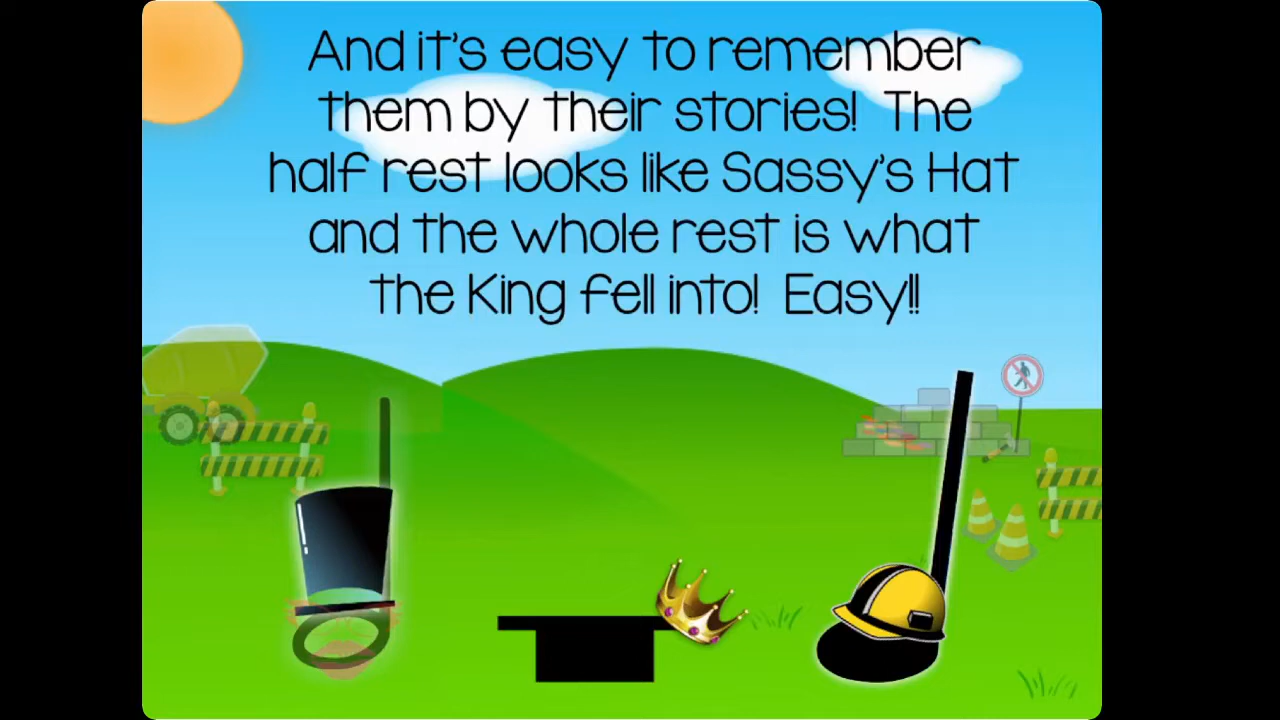 And it's easy to remember
them by their stories! The
half rest looks like Sassy's Hat
and the whole rest is what
the King fell into! Easy!!